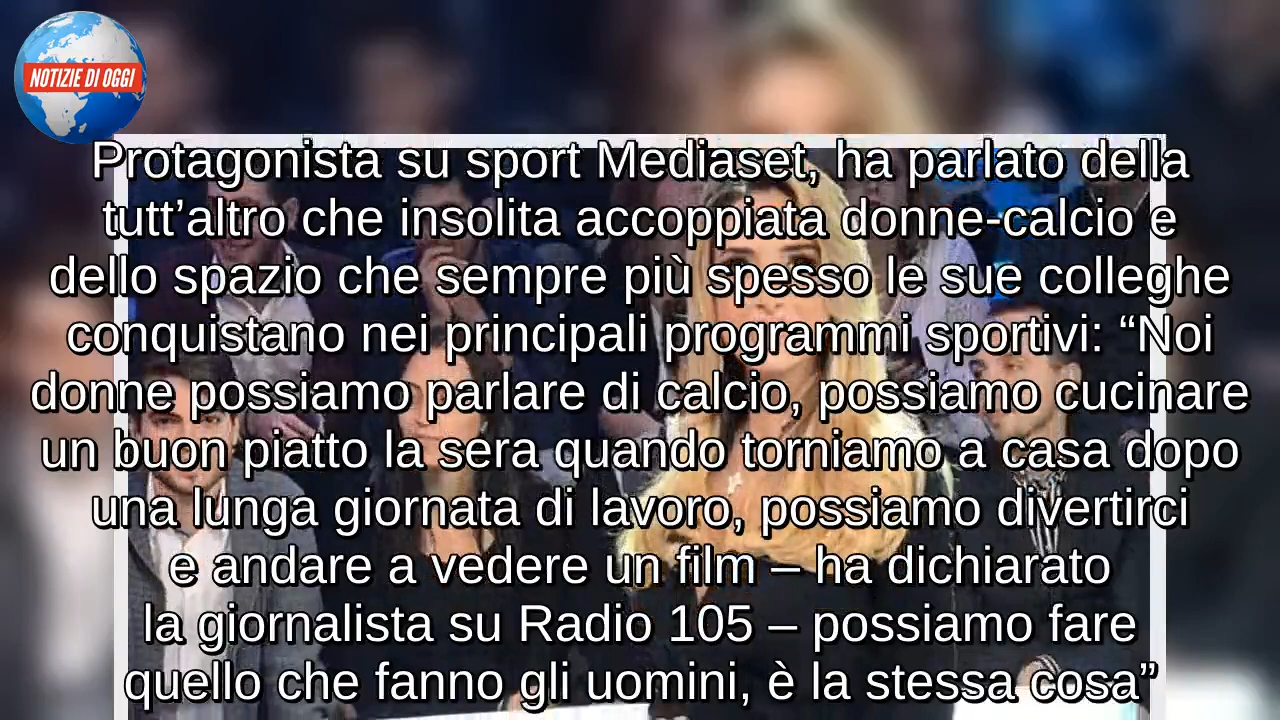 NOTIZIE DI OGGI
Protagonista su sport Mediaset, ha parlato della
tutt’altro che insolita accoppiata donne-calcio e
dello spazio che sempre più spesso le sue colleghe
conquistano nei principali programmi sportivi: “Noi
donne possiamo parlare di calcio, possiamo cucinare
un buon piatto la sera quando torniamo a casa dopo
una lunga giornata di lavoro, possiamo divertirci
e andare a vedere un film – ha dichiarato
la giornalista su Radio 105 – possiamo fare
quello che fanno gli uomini, è la stessa cosa”